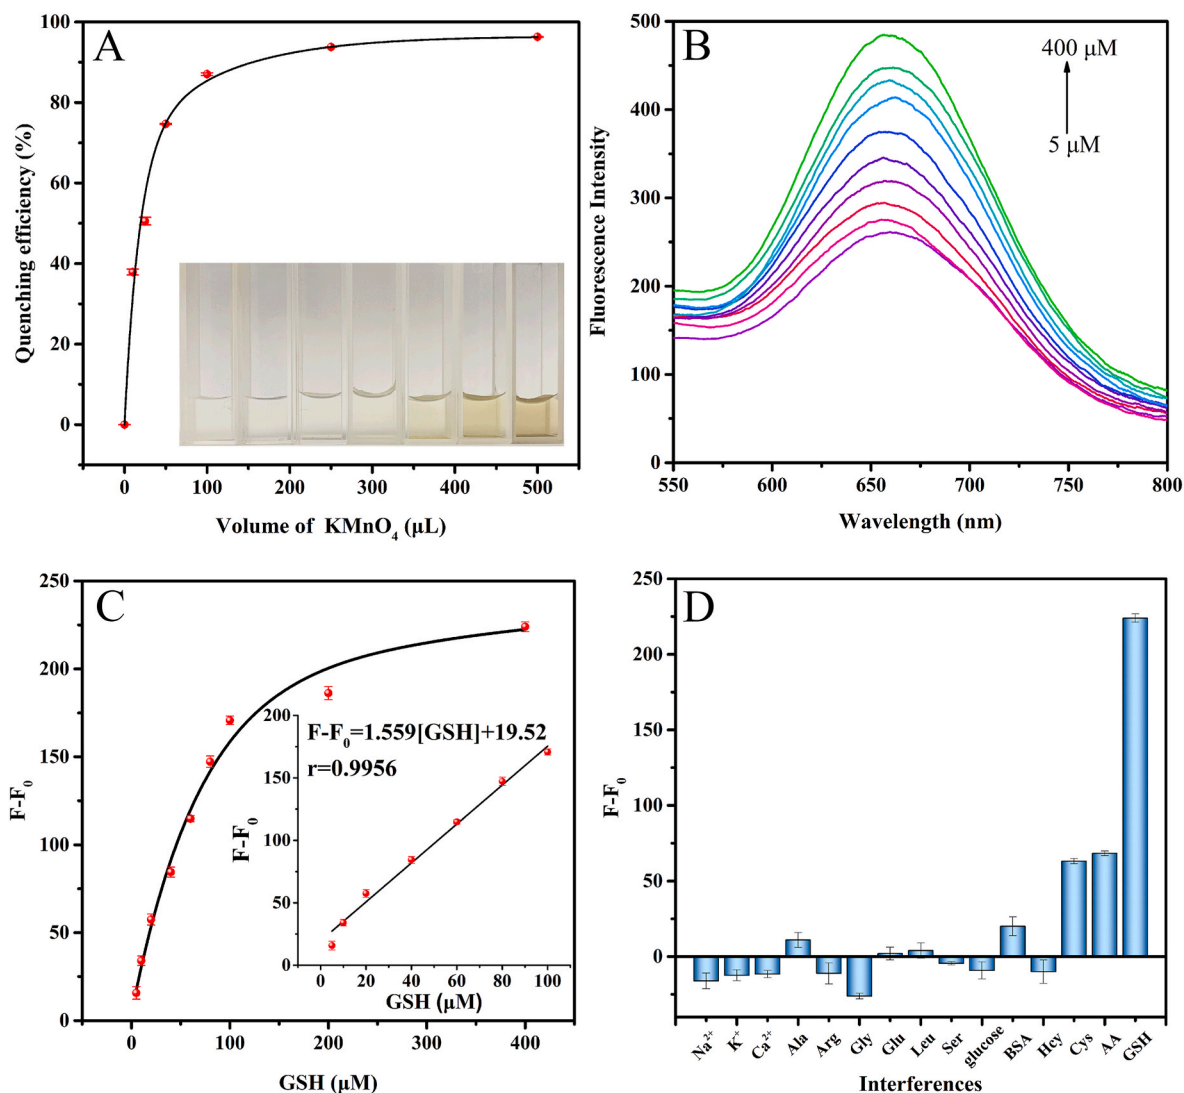 A
Quenching efficiency (%)
100
80
60
40
20
0
0 100 200 300 400 500
Volume of KMnO₄ (μL)
B
Fluorescence Intensity
500
400
300
200
100
0
400 μM
5 μM
550 600 650 700 750 800
Wavelength (nm)
C
F-F₀
250
200
150
100
50
0
0 100 200 300 400
GSH (μM)
F-F₀=1.559[GSH]+19.52
r=0.9956
F-F₀
200
150
100
50
0
0 20 40 60 80 100
GSH (μM)
D
F-F₀
250
200
150
100
50
0
Na²⁺ K⁺ Ca²⁺ Ala Arg Gly Glu Leu Ser glucose BSA Hcy Cys AA GSH
Interferences